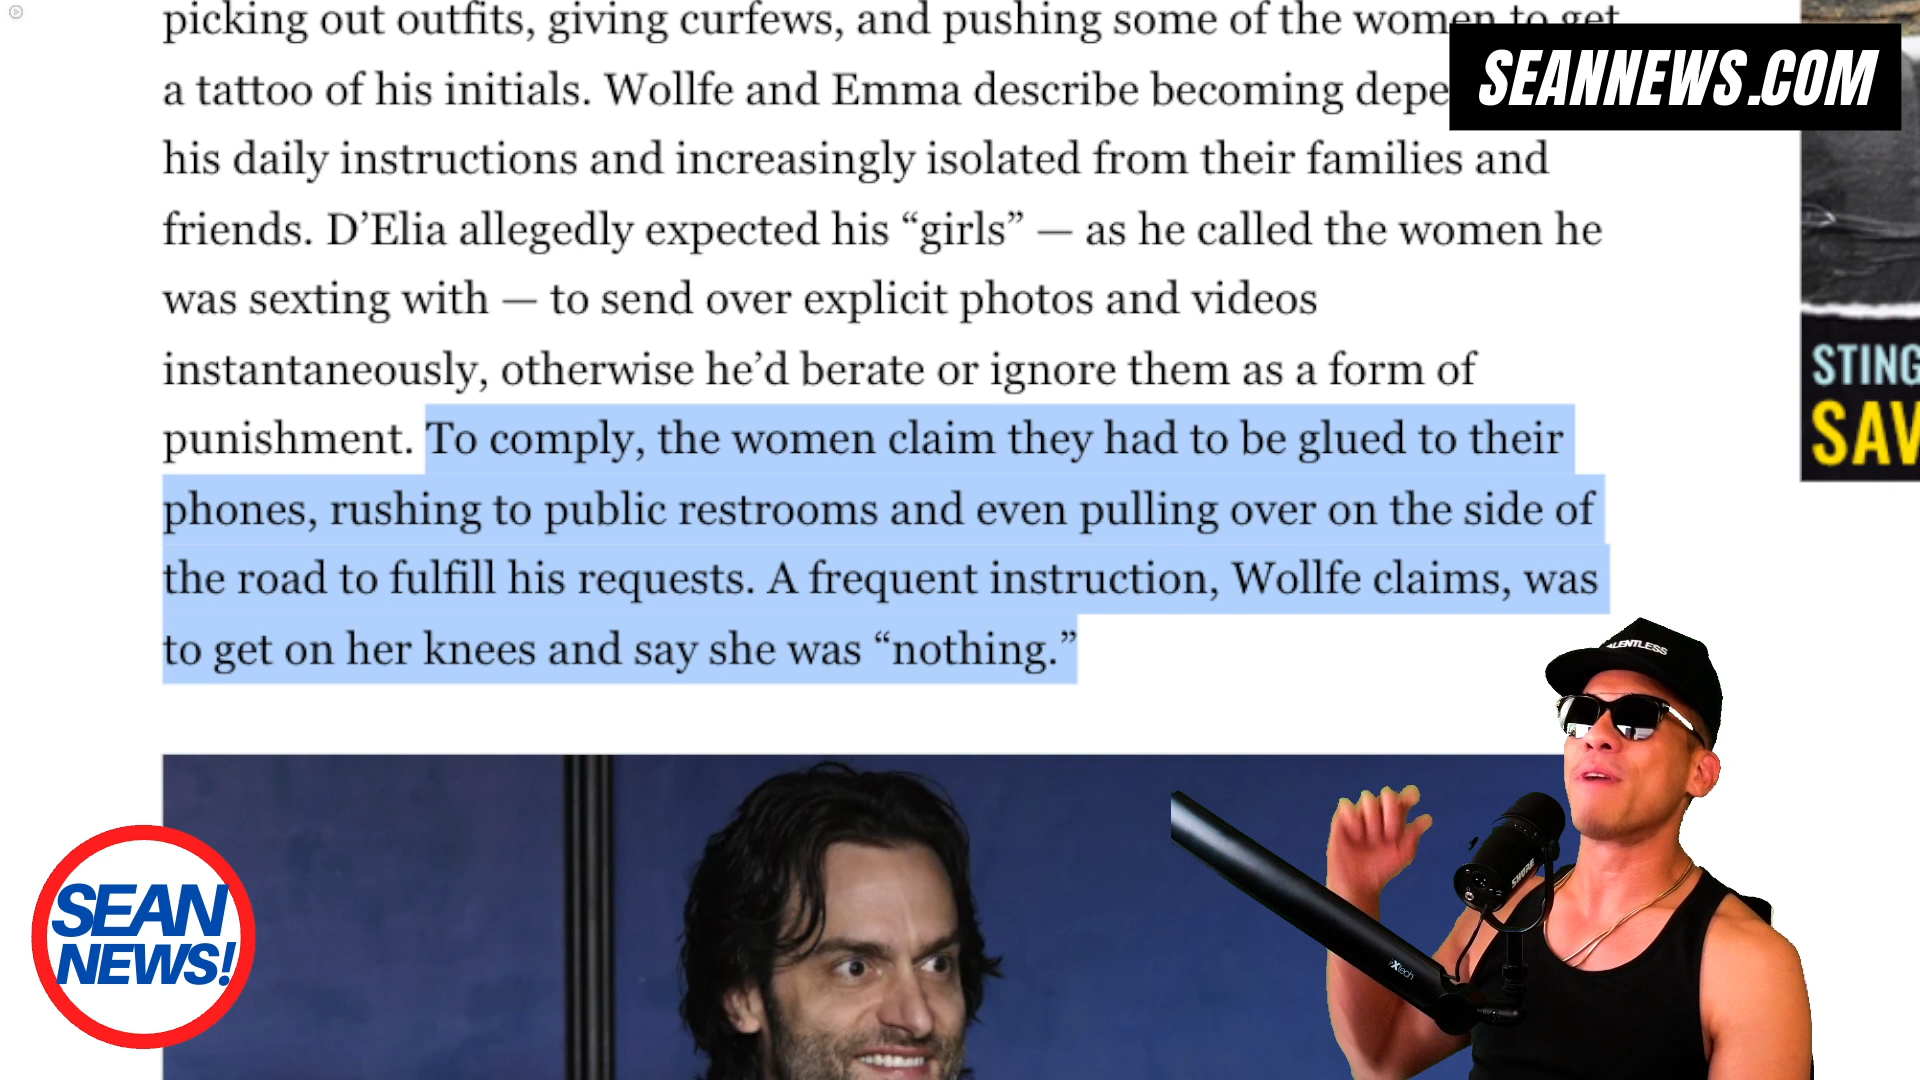 picking out outfits, giving curfews, and pushing some of the women to get
SEANNEWS.COM
a tattoo of his initials. Wollfe and Emma describe becoming depe
his daily instructions and increasingly isolated from their families and
friends. D’Elia allegedly expected his “girls” — as he called the women he
was sexting with — to send over explicit photos and videos
instantaneously, otherwise he’d berate or ignore them as a form of
punishment. To comply, the women claim they had to be glued to their
phones, rushing to public restrooms and even pulling over on the side of
the road to fulfill his requests. A frequent instruction, Wollfe claims, was
to get on her knees and say she was “nothing.”
STING
SAV
SEAN
NEWS!
SHURE